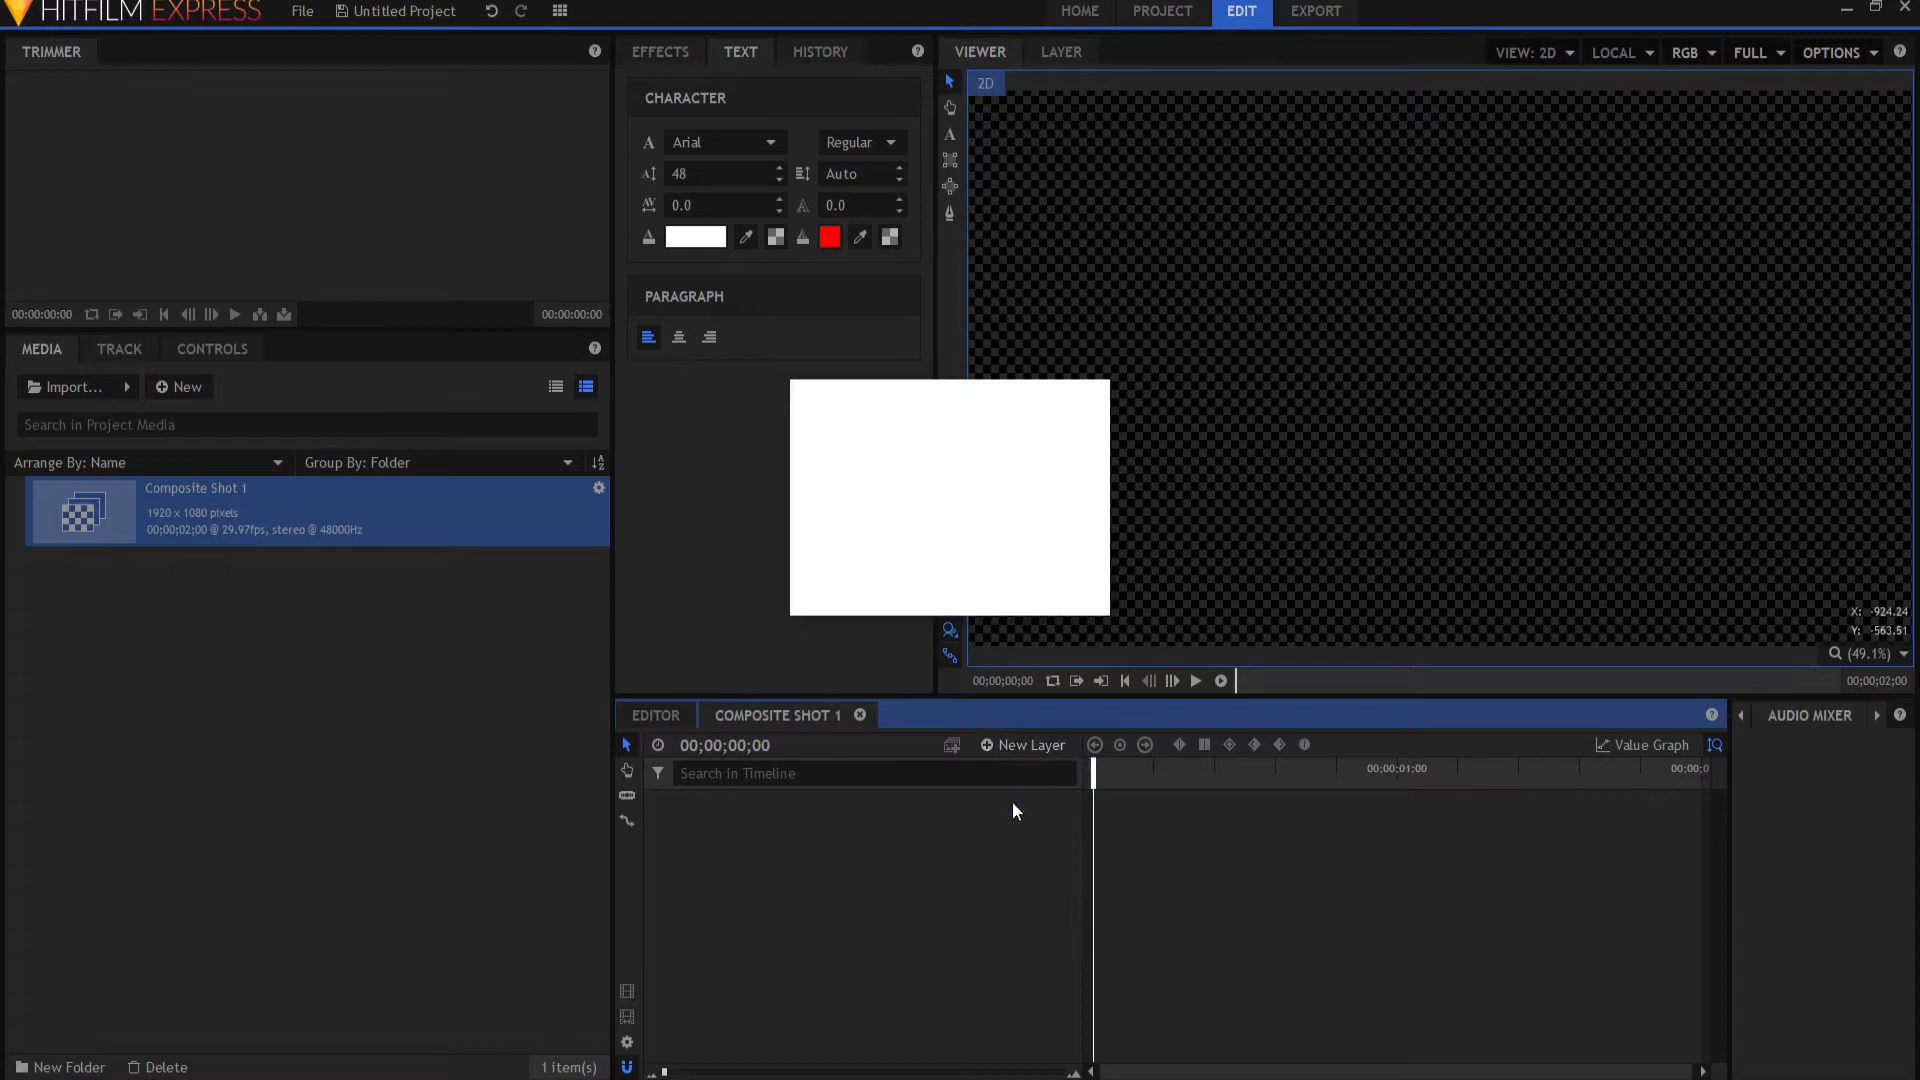 HITFILM EXPRESS File Untitled Project HOME PROJECT EDIT EXPORT
TRIMMER
EFFECTS TEXT HISTORY
VIEWER LAYER VIEW: 2D LOCAL RGB FULL OPTIONS
2D
CHARACTER
Arial Regular
48 Auto
0.0 0.0
PARAGRAPH
00:00:00:00 00:00:00:00
MEDIA TRACK CONTROLS
Import... New
Search in Project Media
Arrange By: Name Group By: Folder
Composite Shot 1
1920 x 1080 pixels
00;00;02;00 @ 29.97fps, stereo @ 48000Hz
X: -924.24
Y: -563.51
(49.1%)
00;00;00;00 00;00;02;00
EDITOR COMPOSITE SHOT 1 AUDIO MIXER
00;00;00;00 New Layer Value Graph
Search in Timeline 00;00;01;00 00;00;0
New Folder Delete 1 item(s)